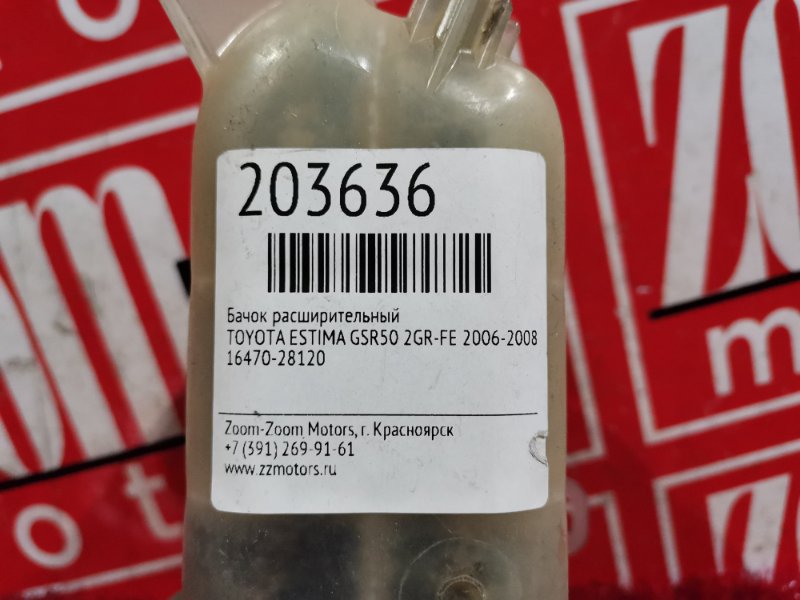 203636
Бачок расширительный
TOYOTA ESTIMA GSR50 2GR-FE 2006-2008
16470-28120
Zoom-Zoom Motors, г. Красноярск
+7 (391) 269-91-61
www.zzmotors.ru